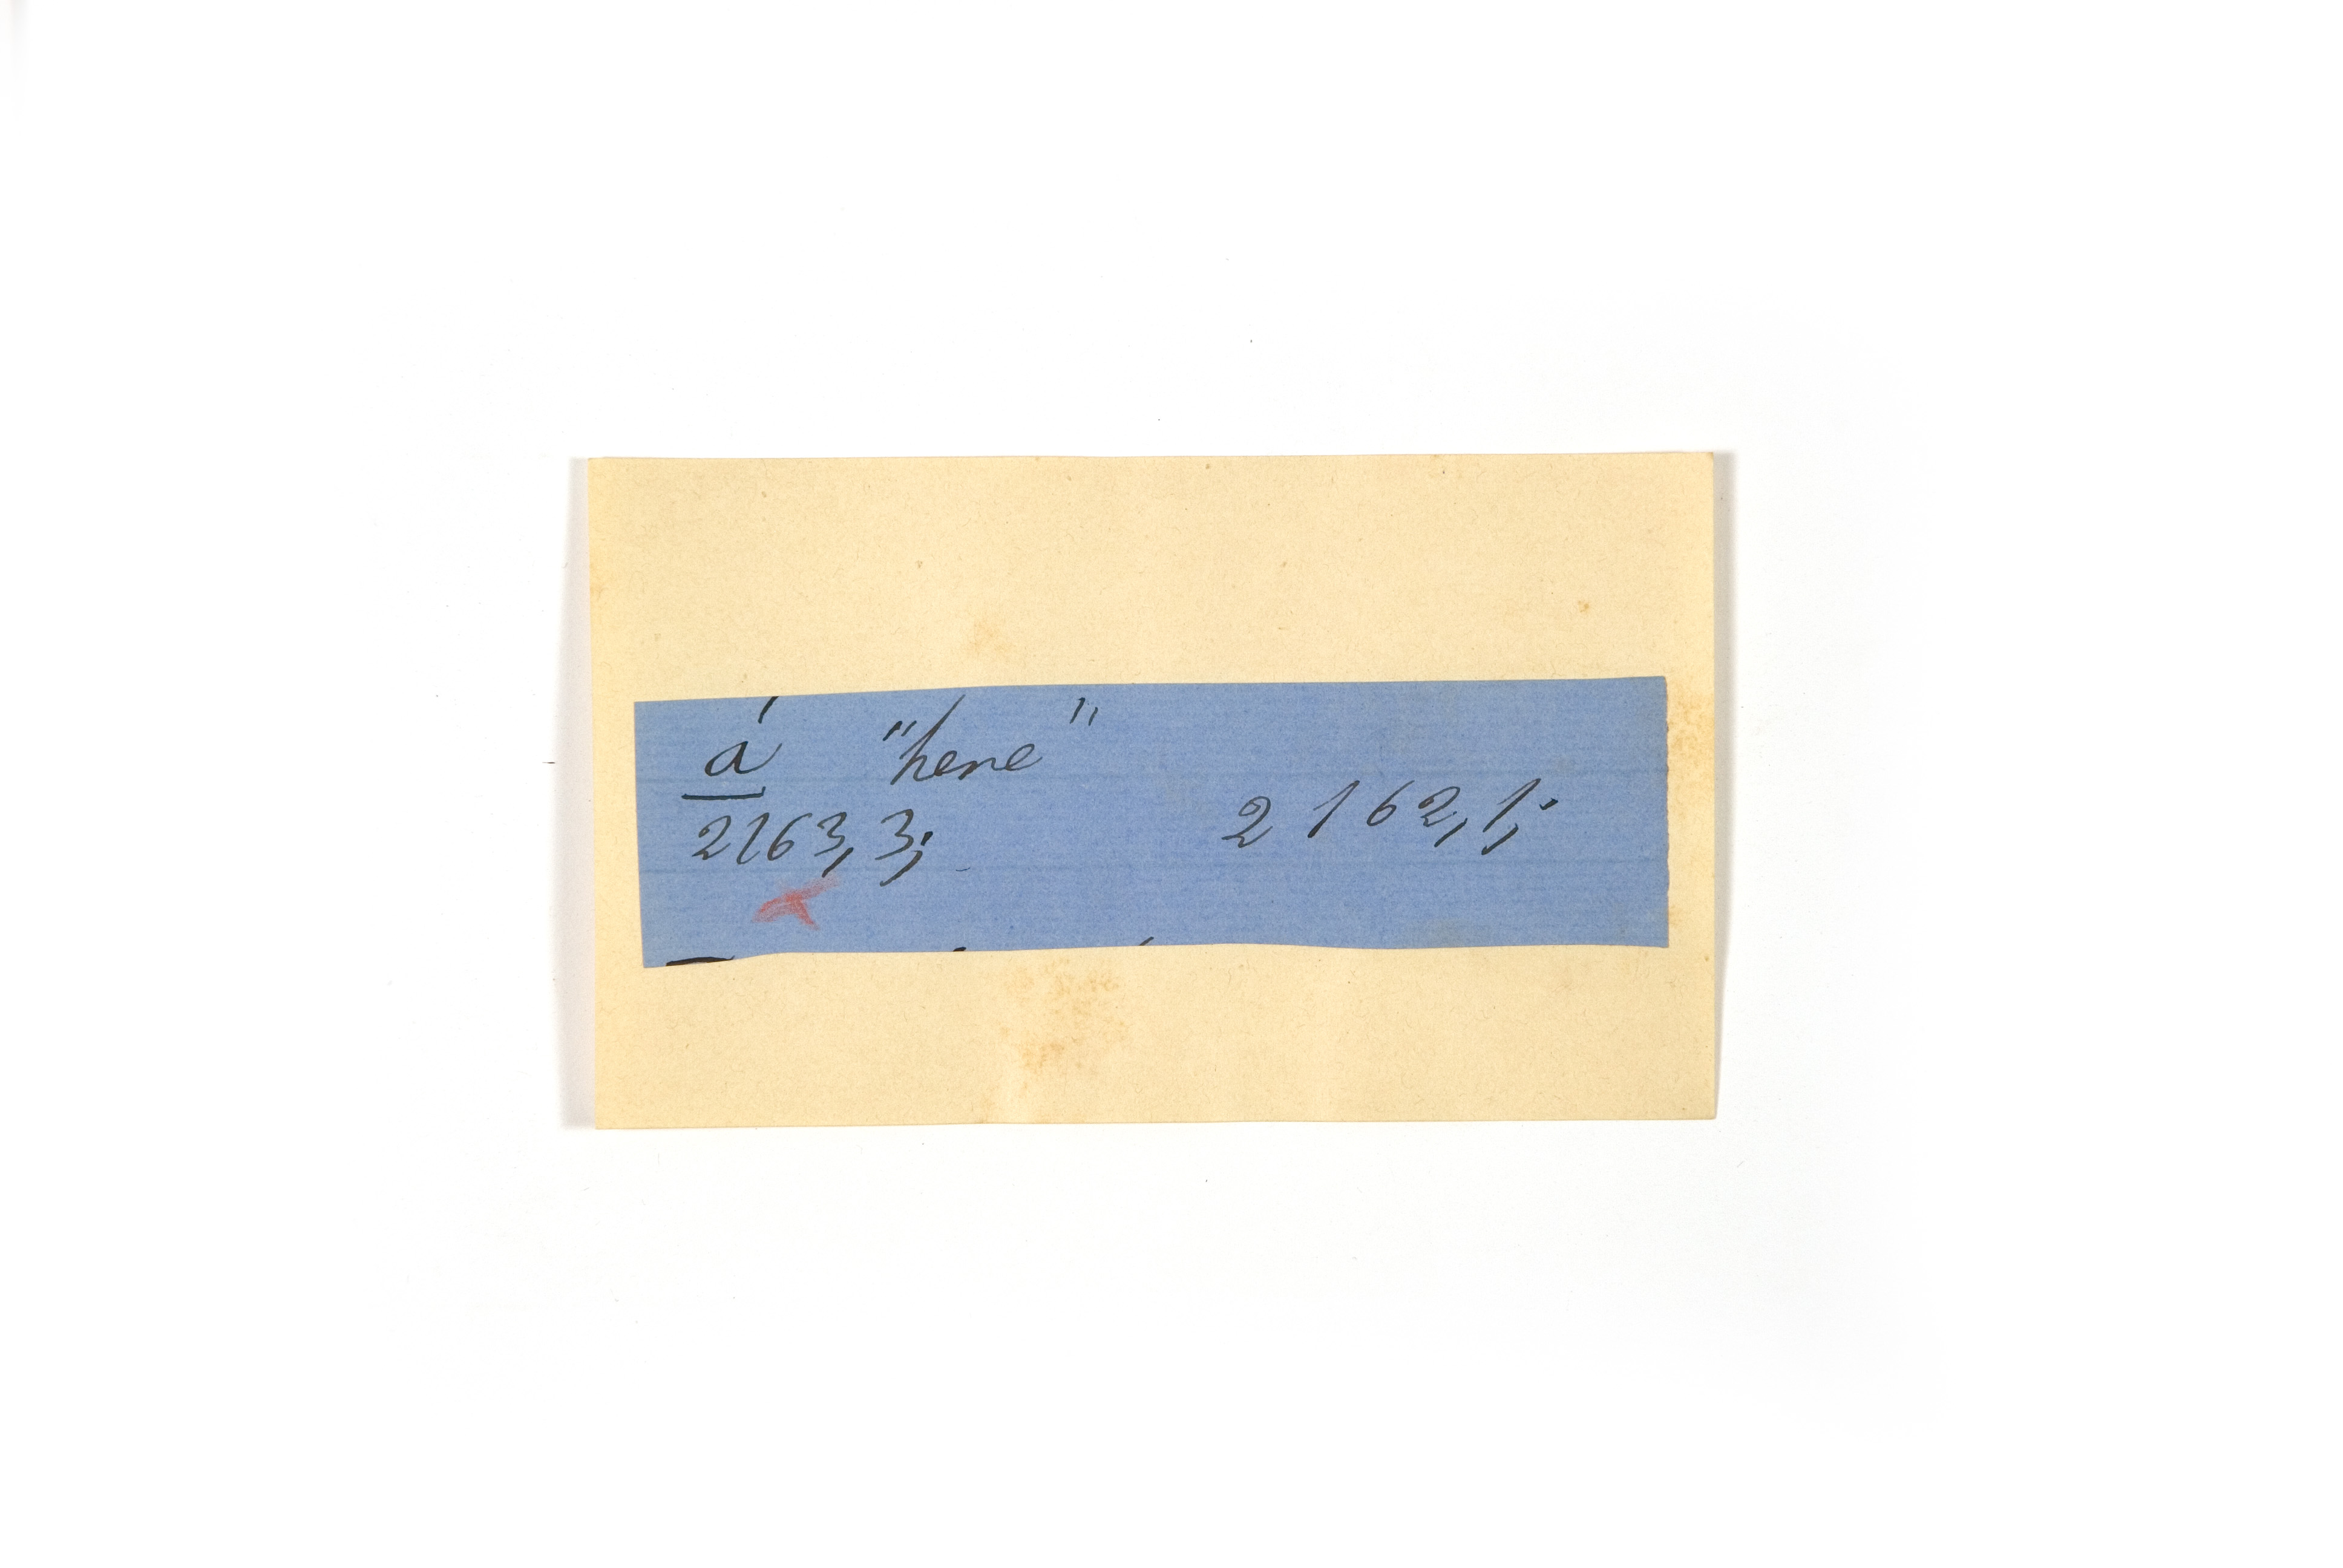 á "here"
2163,3; 2162,1;